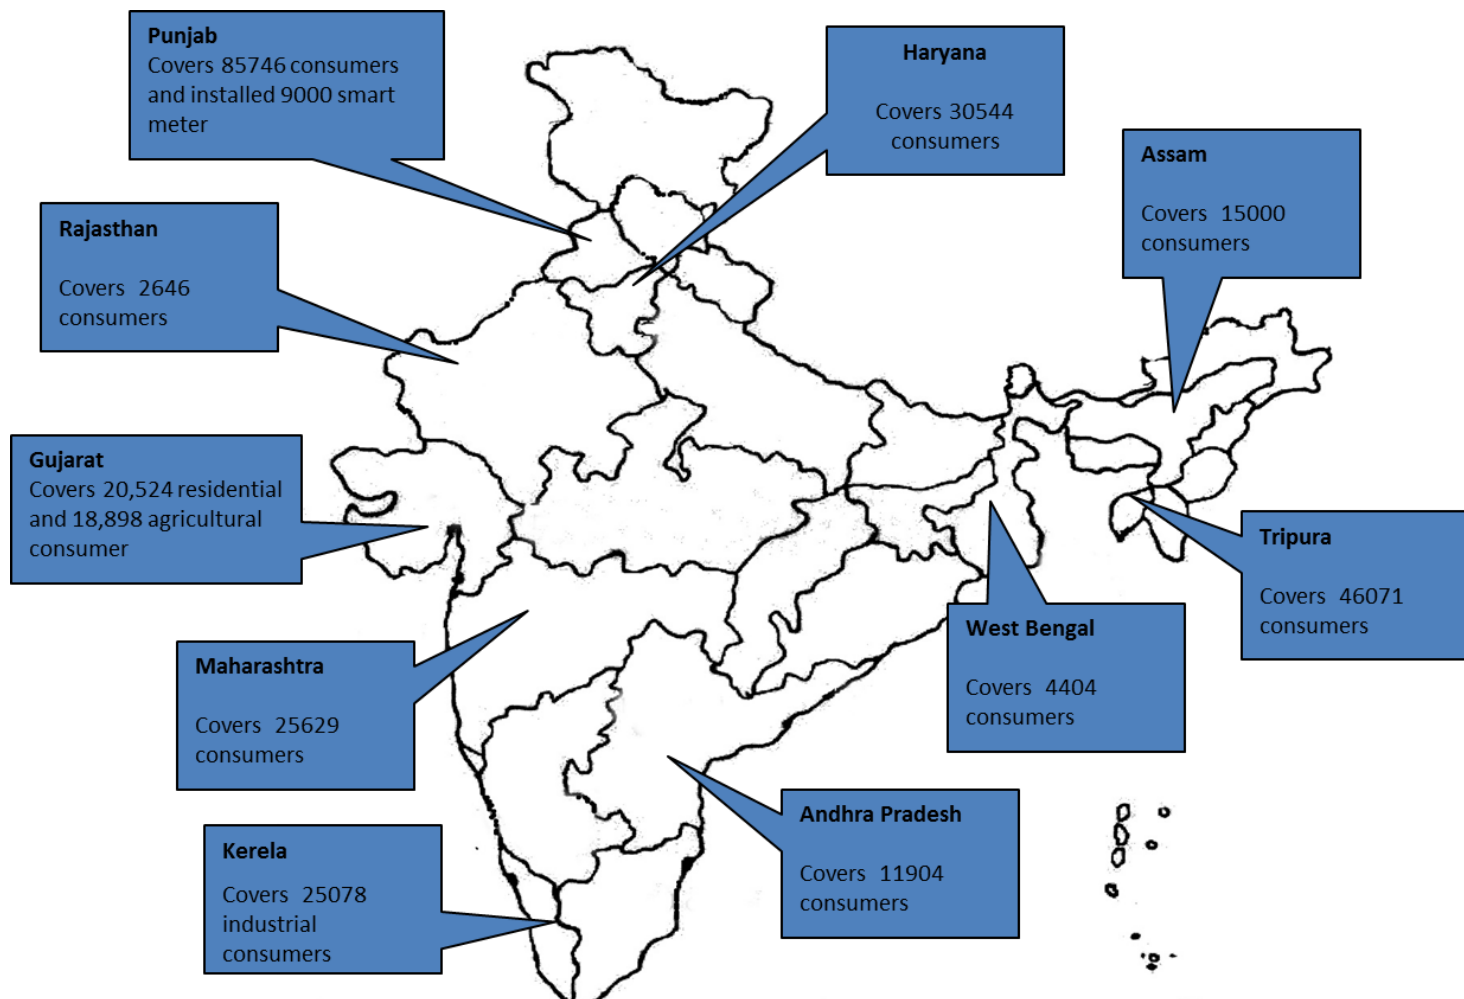 Punjab
Covers 85746 consumers
and installed 9000 smart
meter
Haryana
Covers 30544
consumers
Assam
Covers 15000
consumers
Rajasthan
Covers 2646
consumers
Gujarat
Covers 20,524 residential
and 18,898 agricultural
consumer
Tripura
Covers 46071
consumers
West Bengal
Covers 4404
consumers
Maharashtra
Covers 25629
consumers
Andhra Pradesh
Covers 11904
consumers
Kerela
Covers 25078
industrial
consumers